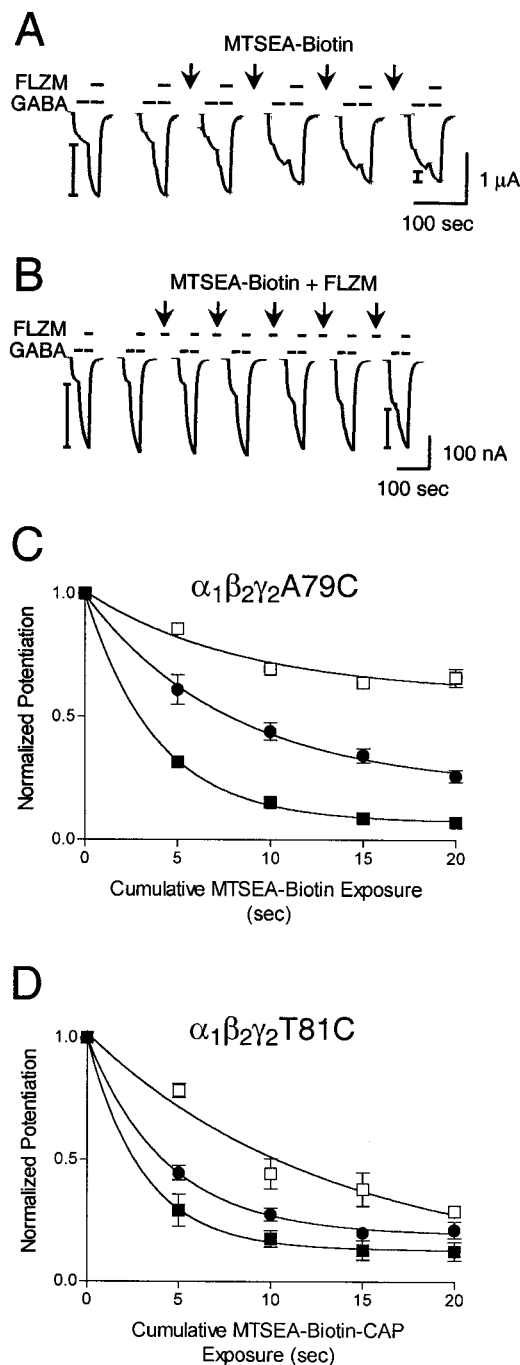 A
MTSEA-Biotin
FLZM
GABA
1 μA
100 sec
B
MTSEA-Biotin + FLZM
FLZM
GABA
100 nA
100 sec
C
α1β2γ2A79C
Normalized Potentiation
1.0
0.5
0.0
0 5 10 15 20
Cumulative MTSEA-Biotin Exposure
(sec)
D
α1β2γ2T81C
Normalized Potentiation
1.0
0.5
0.0
0 5 10 15 20
Cumulative MTSEA-Biotin-CAP
Exposure (sec)